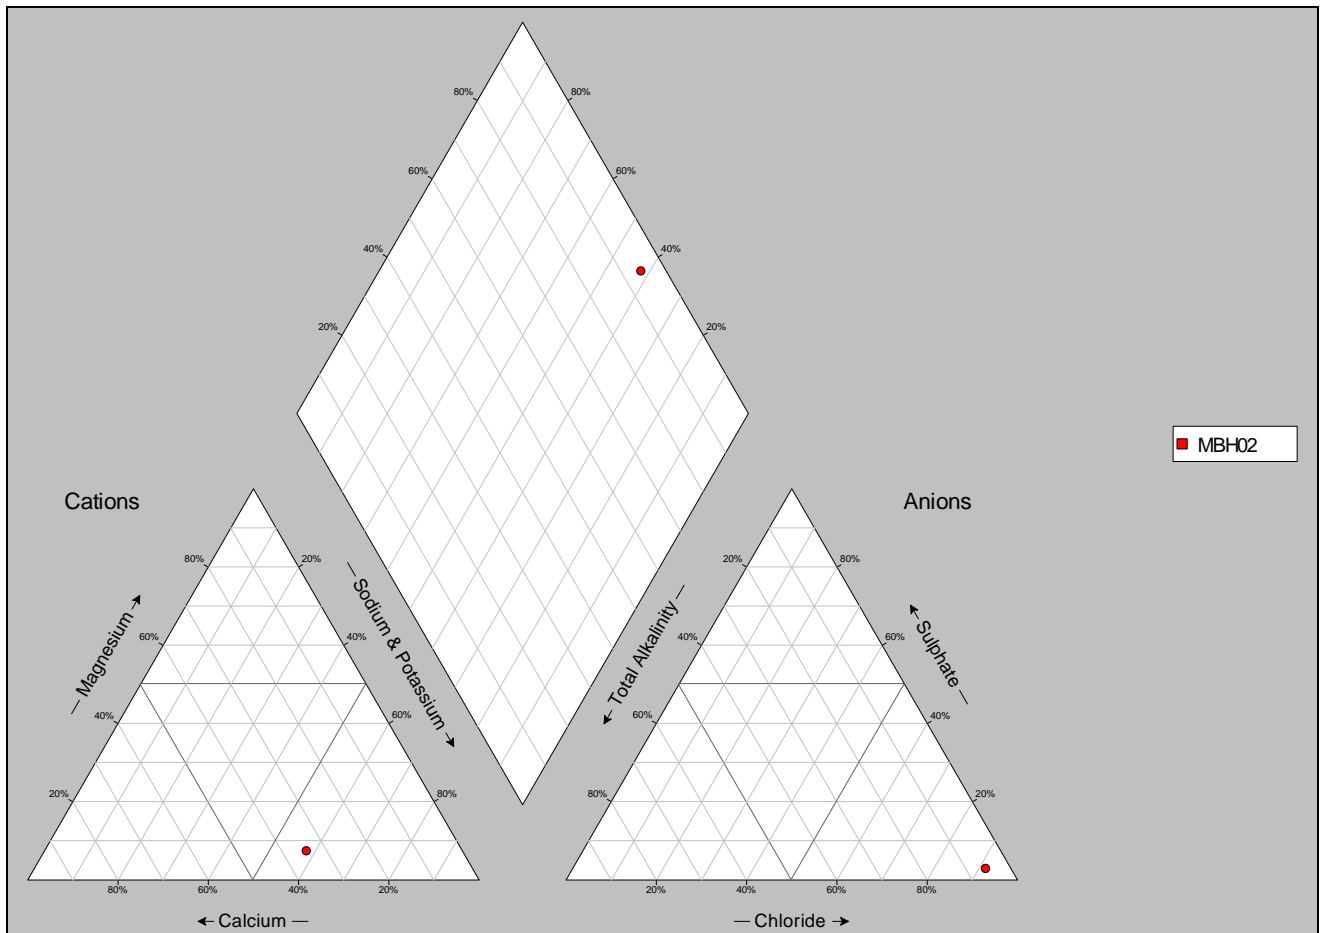 80% 80%
60% 60%
40% 40%
20% 20%
MBH02
Cations Anions
80% 20% 20% 80%
Magnesium Sodium & Potassium Total Alkalinity Sulphate
60% 40% 40% 60%
40% 60% 60% 40%
20% 80% 80% 20%
80% 60% 40% 20% 20% 40% 60% 80%
Calcium Chloride